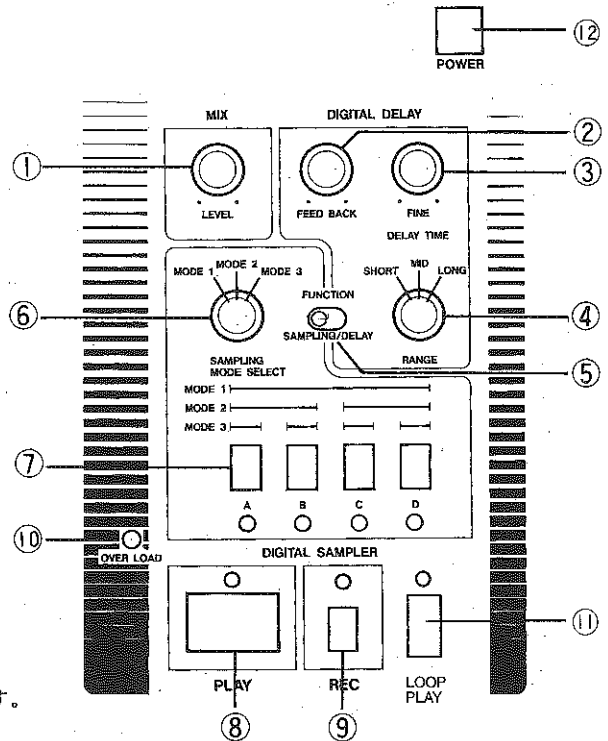 ⑫
POWER
MIX
DIGITAL DELAY
①
②
③
LEVEL
FEED BACK
FINE
DELAY TIME
MODE 1
MODE 2
MODE 3
SHORT
MID
LONG
⑥
FUNCTION
④
SAMPLING/DELAY
SAMPLING
MODE SELECT
RANGE
⑤
MODE 1
MODE 2
MODE 3
⑦
A B C D
⑩
OVER LOAD
DIGITAL SAMPLER
⑪
PLAY
REC
LOOP
PLAY
す。
⑧
⑨